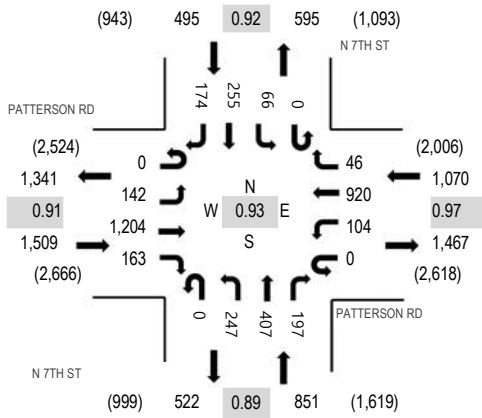 (943) 495 0.92 595 (1,093)
N 7TH ST
174 255 66 0
PATTERSON RD
(2,524) 0 46 (2,006)
1,341 142 920 1,070
N
0.91 W 0.93 E 0.97
S
1,509 1,204 104 1,467
(2,666) 163 0 (2,618)
0 247 407 197
PATTERSON RD
N 7TH ST
(999) 522 0.89 851 (1,619)